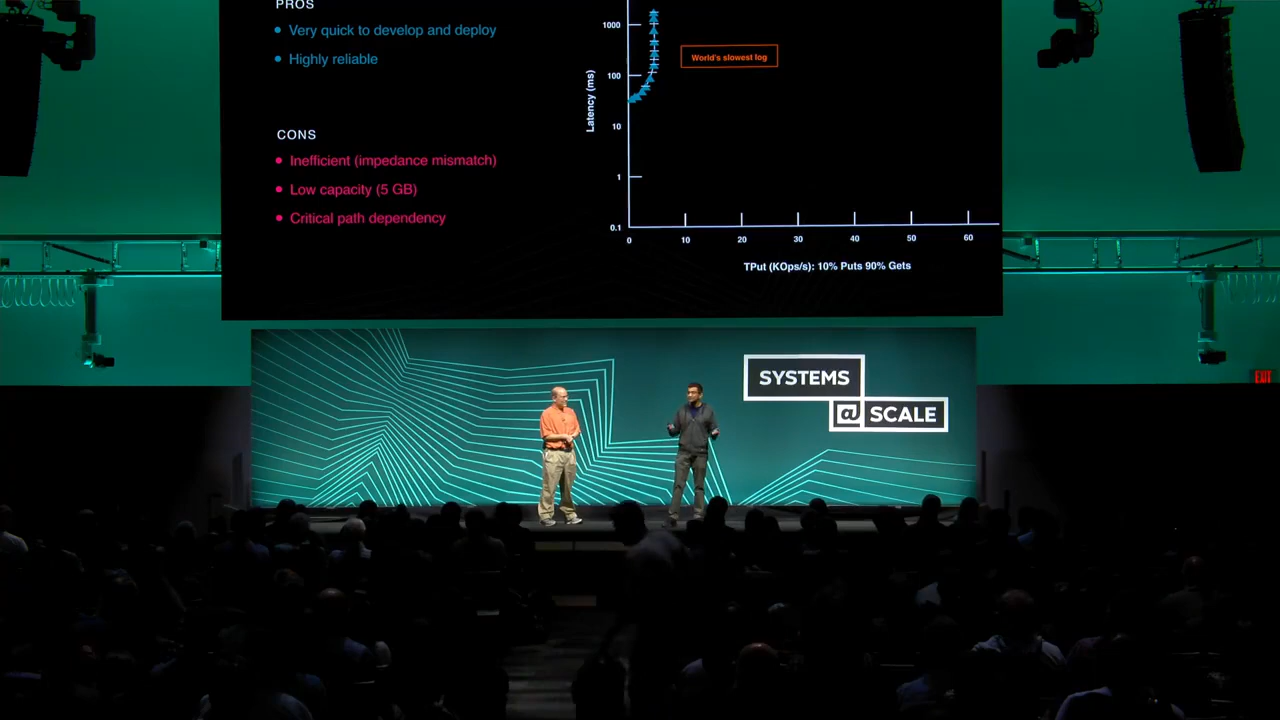 PROS
Very quick to develop and deploy
Highly reliable
CONS
Inefficient (impedance mismatch)
Low capacity (5 GB)
Critical path dependency
Latency (ms)
1000
100
10
1
0.1
World's slowest log
0 10 20 30 40 50 60
TPut (KOps/s): 10% Puts 90% Gets
SYSTEMS
@ SCALE
EXIT